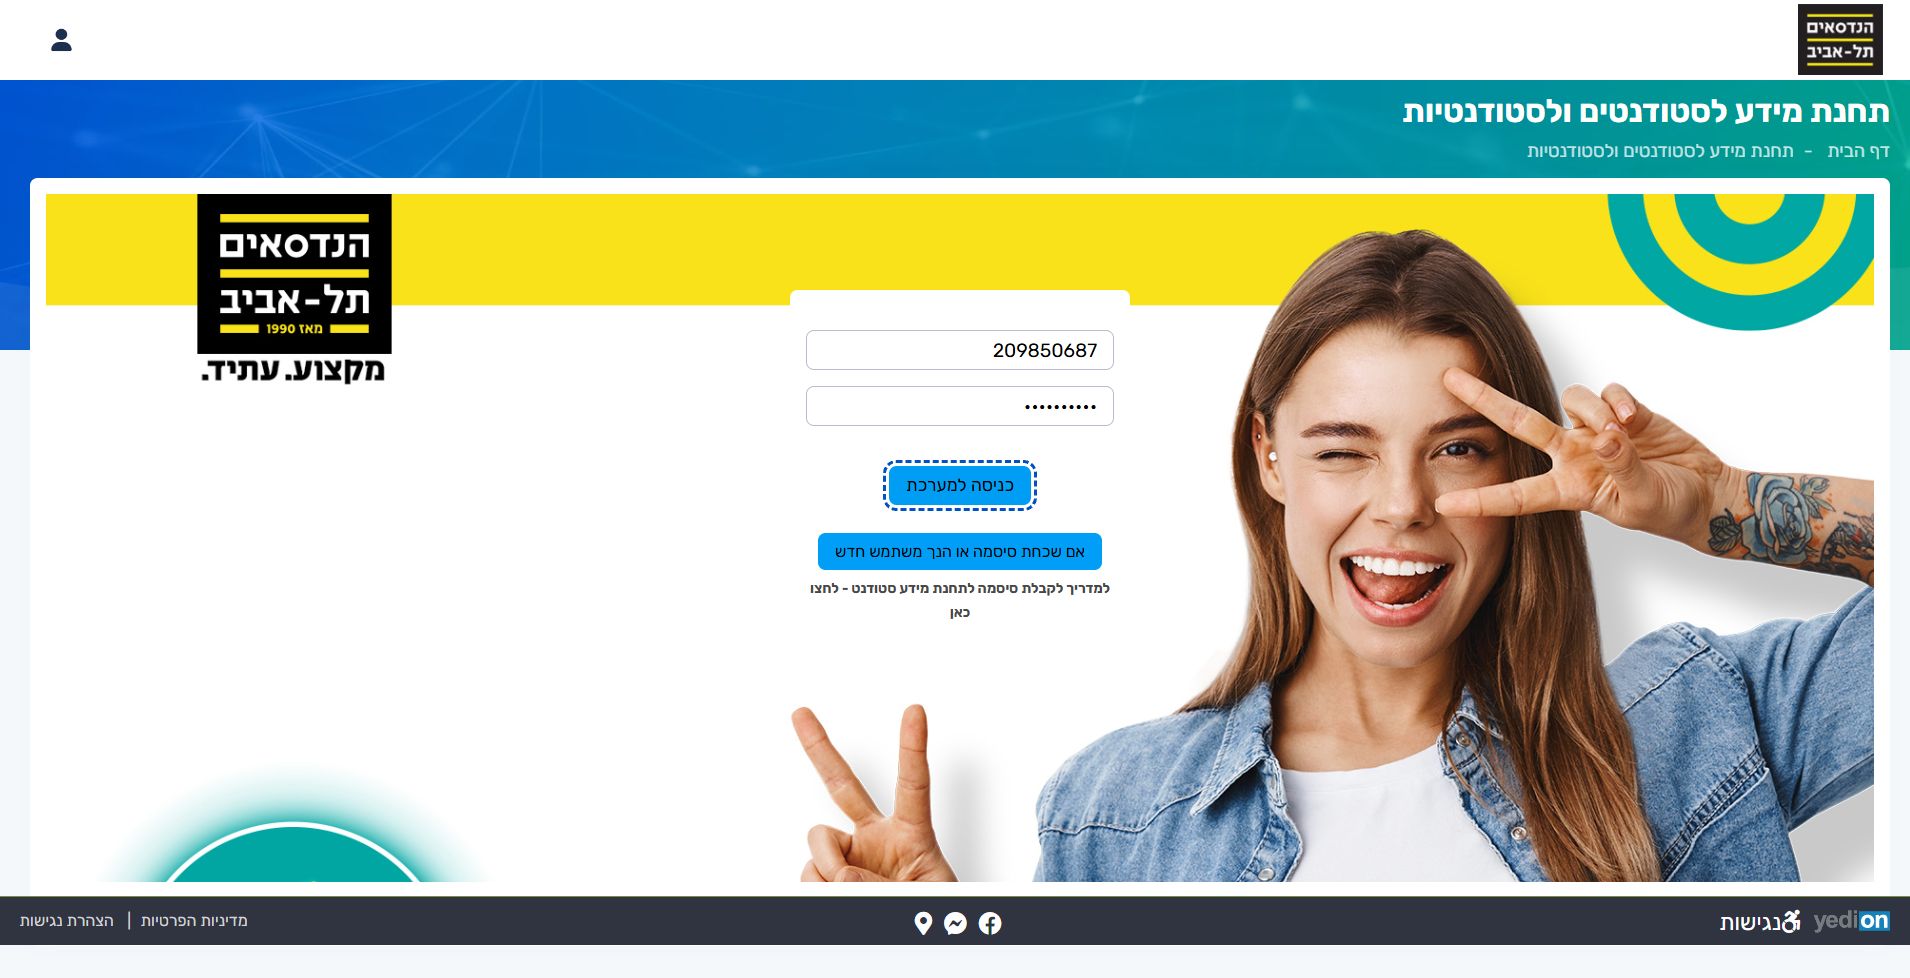 הנדסאים
תל-אביב
תחנת מידע לסטודנטים ולסטודנטיות
דף הבית - תחנת מידע לסטודנטים ולסטודנטיות
הנדסאים
תל-אביב
מאז 1990
מקצוע. עתיד.
209850687
••••••••••
כניסה למערכת
אם שכחת סיסמה או הנך משתמש חדש
למדריך לקבלת סיסמה לתחנת מידע סטודנט - לחצו
כאן
yedion
נגישות
מדיניות הפרטיות | הצהרת נגישות